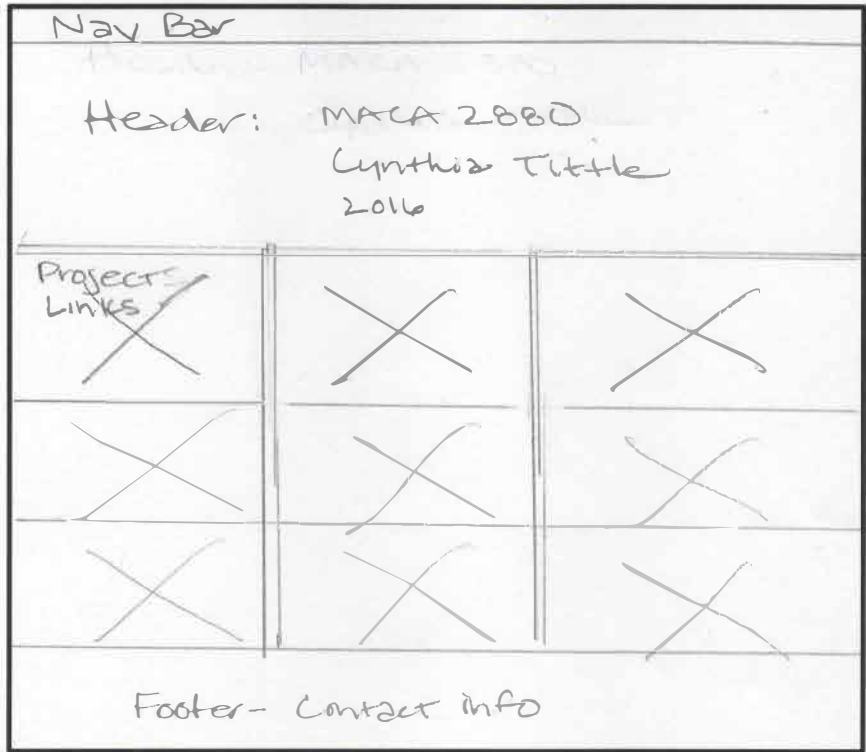 Nav Bar
Header: MACA 2880
Cynthia Tittle
2016
Projects
Links
Footer- Contact info